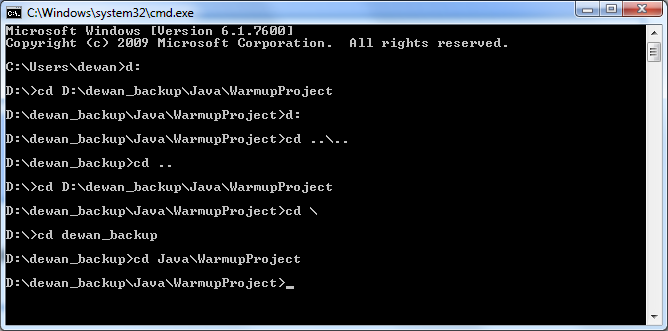 C:\Windows\system32\cmd.exe
Microsoft Windows [Version 6.1.7600]
Copyright (c) 2009 Microsoft Corporation.  All rights reserved.
C:\Users\dewan>d:
D:\>cd D:\dewan_backup\Java\WarmupProject
D:\dewan_backup\Java\WarmupProject>d:
D:\dewan_backup\Java\WarmupProject>cd ..\..
D:\dewan_backup>cd ..
D:\>cd D:\dewan_backup\Java\WarmupProject
D:\dewan_backup\Java\WarmupProject>cd \
D:\>cd dewan_backup
D:\dewan_backup>cd Java\WarmupProject
D:\dewan_backup\Java\WarmupProject>_